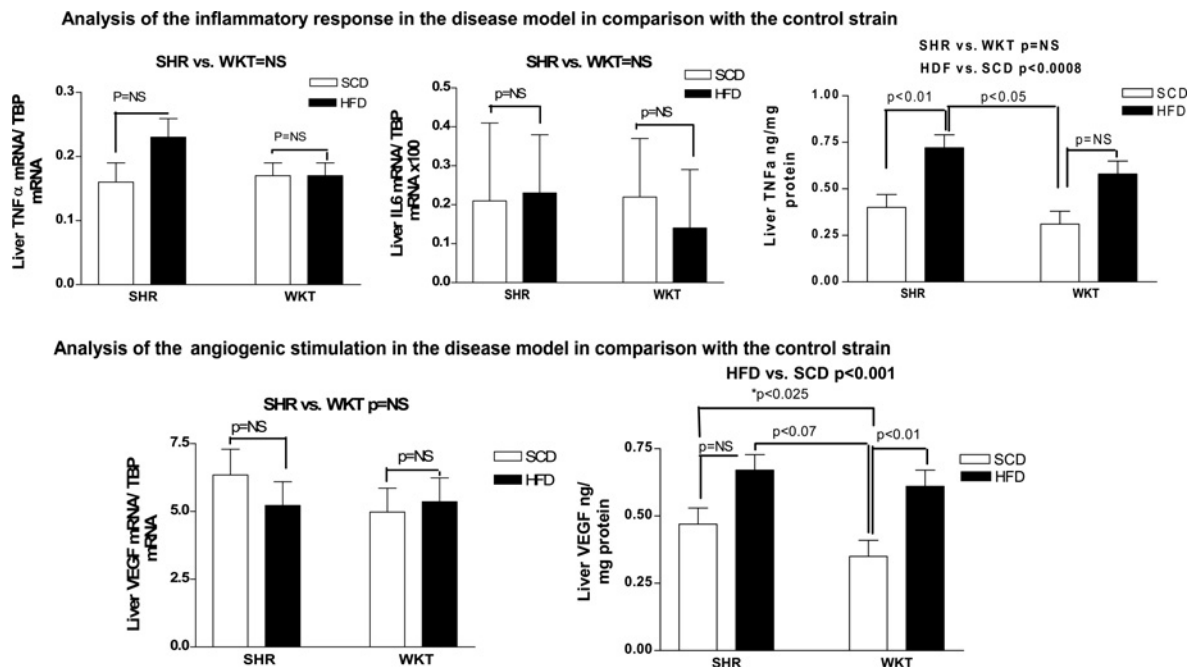 Analysis of the inflammatory response in the disease model in comparison with the control strain
SHR vs. WKT=NS
SCD
HFD
P=NS
P=NS
0.3
0.2
0.1
0.0
Liver TNFα mRNA/ TBP
mRNA
SHR
WKT
SHR vs. WKT=NS
SCD
HFD
p=NS
p=NS
0.5
0.4
0.3
0.2
0.1
0.0
Liver IL6 mRNA/ TBP
mRNA x100
SHR
WKT
SHR vs. WKT p=NS
HDF vs. SCD p<0.0008
SCD
HFD
p<0.01
p<0.05
p=NS
1.00
0.75
0.50
0.25
0.00
Liver TNFa ng/mg
protein
SHR
WKT
Analysis of the angiogenic stimulation in the disease model in comparison with the control strain
SHR vs. WKT p=NS
SCD
HFD
p=NS
p=NS
7.5
5.0
2.5
0.0
Liver VEGF mRNA/ TBP
mRNA
SHR
WKT
HFD vs. SCD p<0.001
*p<0.025
p=NS
p<0.07
p<0.01
SCD
HFD
0.75
0.50
0.25
0.00
Liver VEGF ng/
mg protein
SHR
WKT